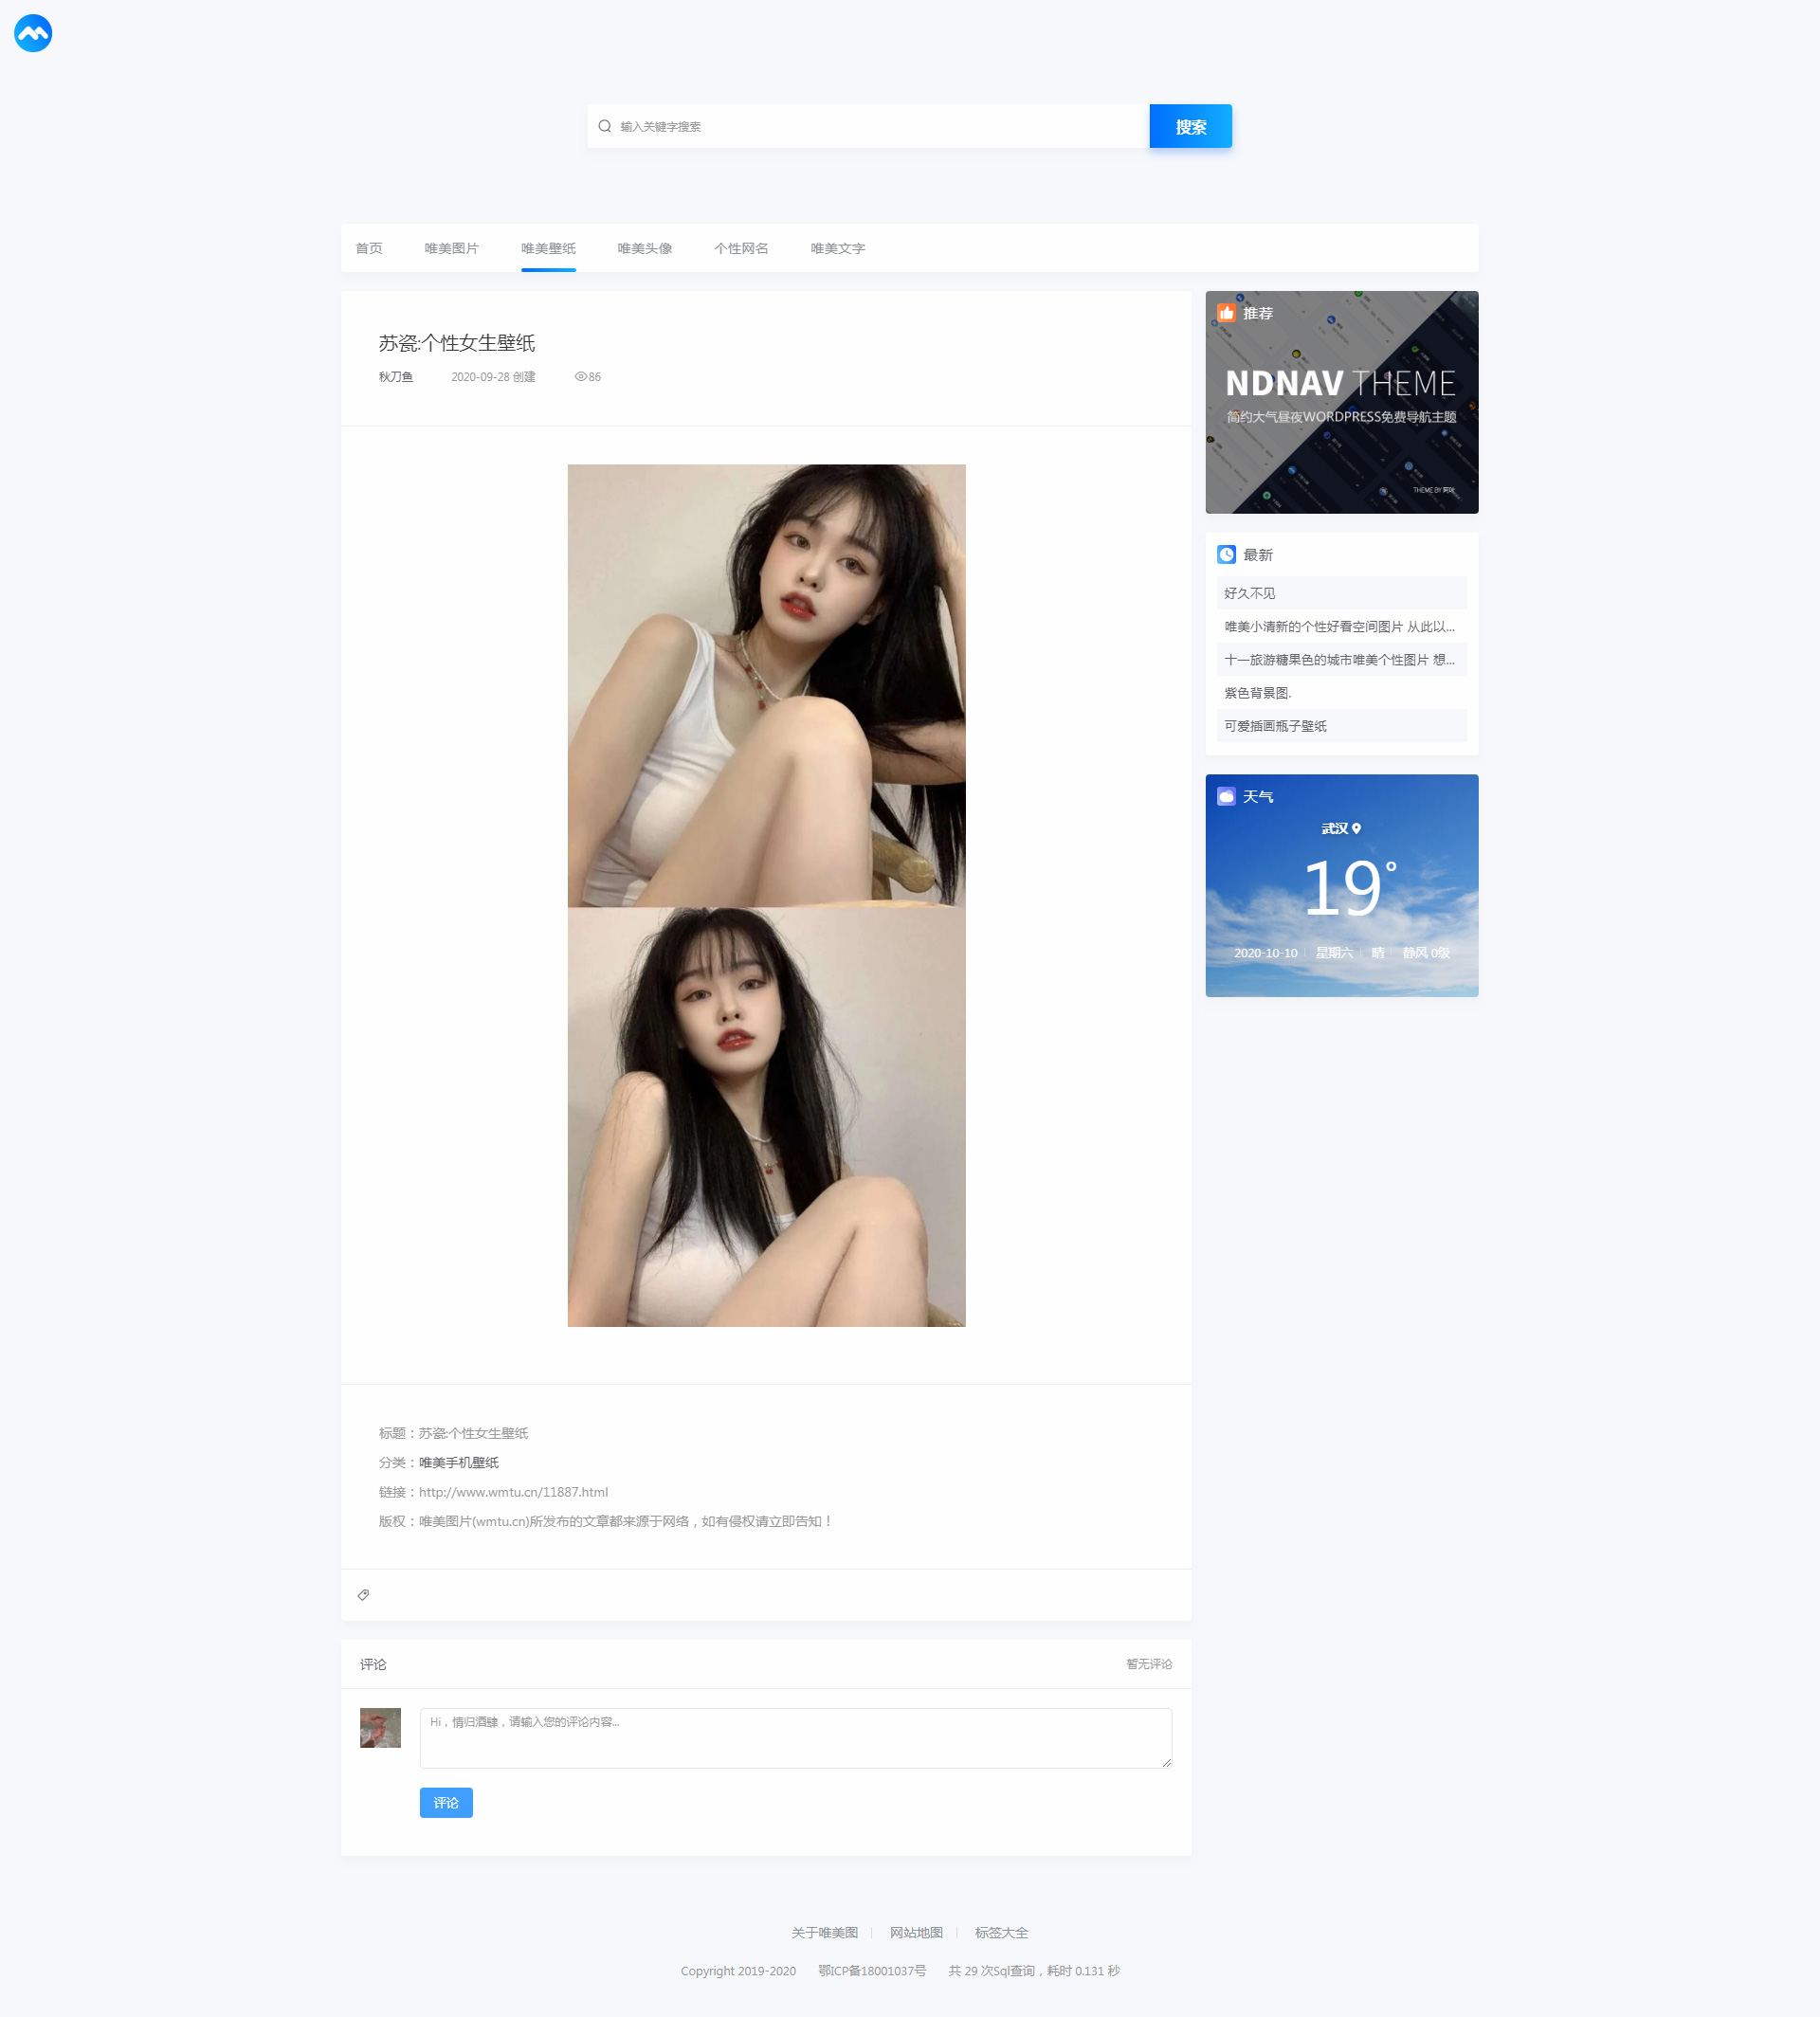 输入关键字搜索
搜索
首页
唯美图片
唯美壁纸
唯美头像
个性网名
唯美文字
苏瓷:个性女生壁纸
秋刀鱼
2020-09-28 创建
86
标题：苏瓷:个性女生壁纸
分类：唯美手机壁纸
链接：http://www.wmtu.cn/11887.html
版权：唯美图片(wmtu.cn)所发布的文章都来源于网络，如有侵权请立即告知！
评论
暂无评论
Hi，情归酒肆，请输入您的评论内容...
评论
推荐
NDNAV THEME
简约大气昼夜WORDPRESS免费导航主题
THEME BY 阿叶
最新
好久不见
唯美小清新的个性好看空间图片 从此以...
十一旅游糖果色的城市唯美个性图片 想...
紫色背景图.
可爱插画瓶子壁纸
天气
武汉
19°
2020-10-10
星期六
晴
静风 0级
关于唯美图
网站地图
标签大全
Copyright 2019-2020
鄂ICP备18001037号
共 29 次Sql查询，耗时 0.131 秒